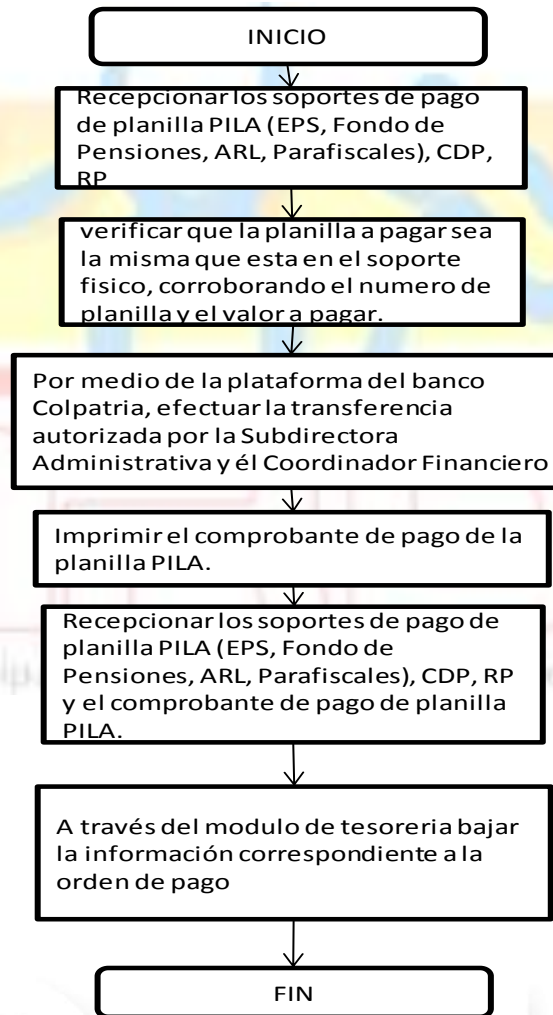 INICIO
Recepcionar los soportes de pago
de planilla PILA (EPS, Fondo de
Pensiones, ARL, Parafiscales), CDP,
RP
verificar que la planilla a pagar sea
la misma que esta en el soporte
fisico, corroborando el numero de
planilla y el valor a pagar.
Por medio de la plataforma del banco
Colpatria, efectuar la transferencia
autorizada por la Subdirectora
Administrativa y él Coordinador Financiero
Imprimir el comprobante de pago de la
planilla PILA.
Recepcionar los soportes de pago de
planilla PILA (EPS, Fondo de
Pensiones, ARL, Parafiscales), CDP, RP
y el comprobante de pago de planilla
PILA.
A través del modulo de tesoreria bajar
la información correspondiente a la
orden de pago
FIN